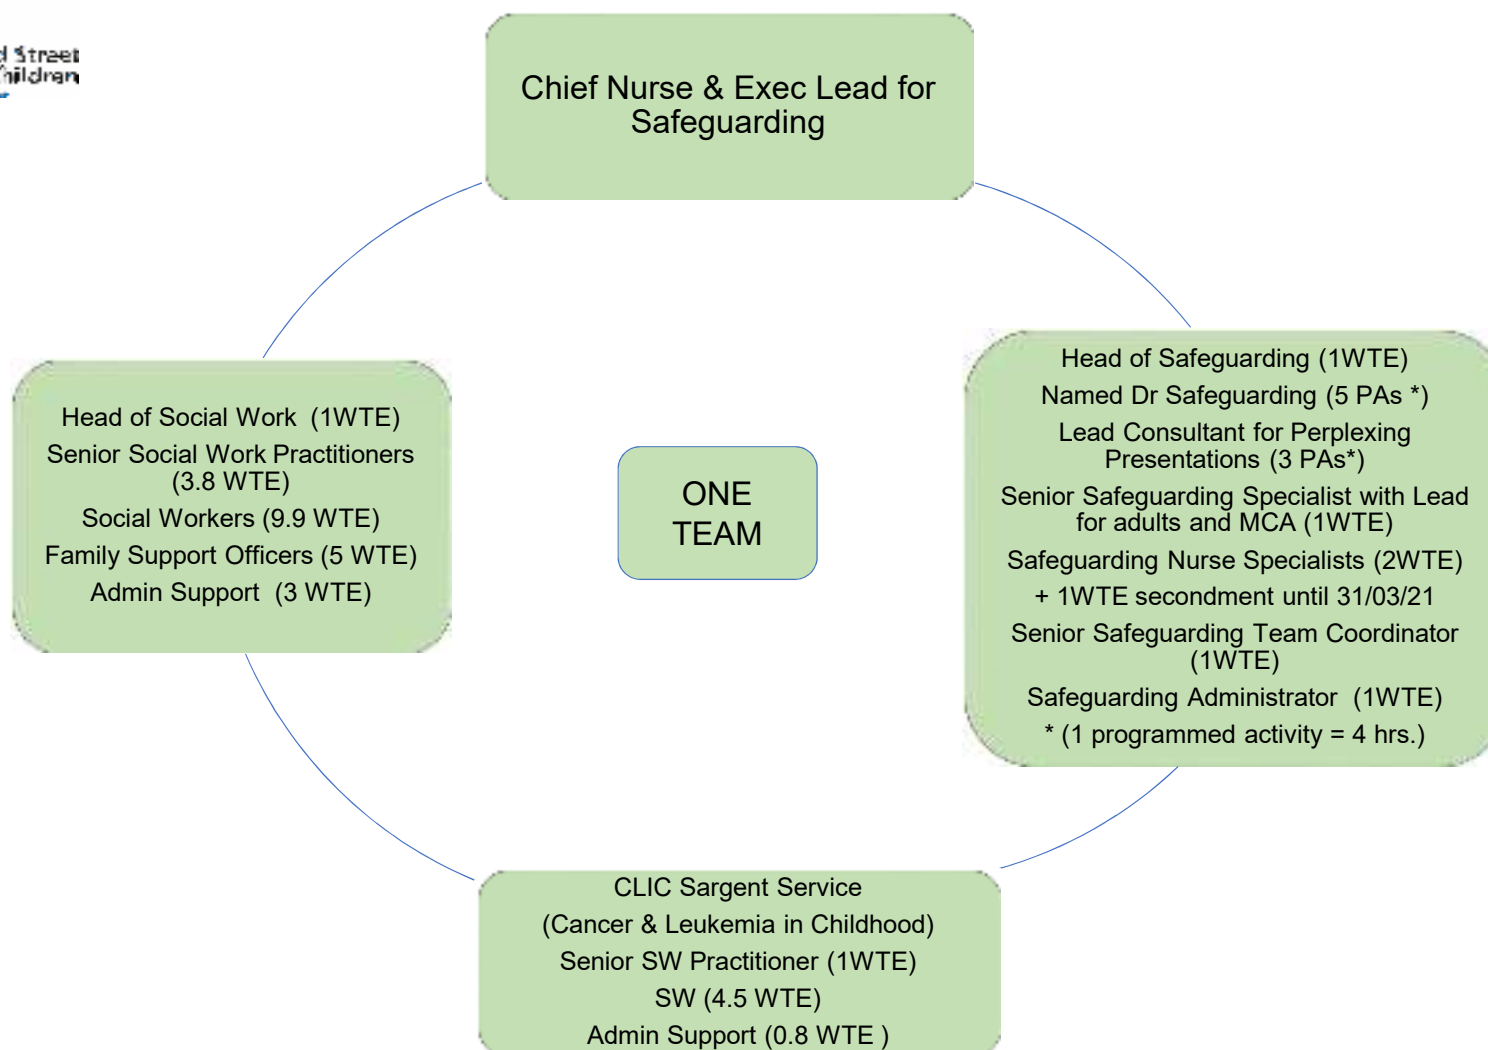 d Street
Children
Chief Nurse & Exec Lead for
Safeguarding
Head of Social Work (1WTE)
Senior Social Work Practitioners
(3.8 WTE)
Social Workers (9.9 WTE)
Family Support Officers (5 WTE)
Admin Support (3 WTE)
ONE
TEAM
Head of Safeguarding (1WTE)
Named Dr Safeguarding (5 PAs *)
Lead Consultant for Perplexing
Presentations (3 PAs*)
Senior Safeguarding Specialist with Lead
for adults and MCA (1WTE)
Safeguarding Nurse Specialists (2WTE)
+ 1WTE secondment until 31/03/21
Senior Safeguarding Team Coordinator
(1WTE)
Safeguarding Administrator (1WTE)
* (1 programmed activity = 4 hrs.)
CLIC Sargent Service
(Cancer & Leukemia in Childhood)
Senior SW Practitioner (1WTE)
SW (4.5 WTE)
Admin Support (0.8 WTE )